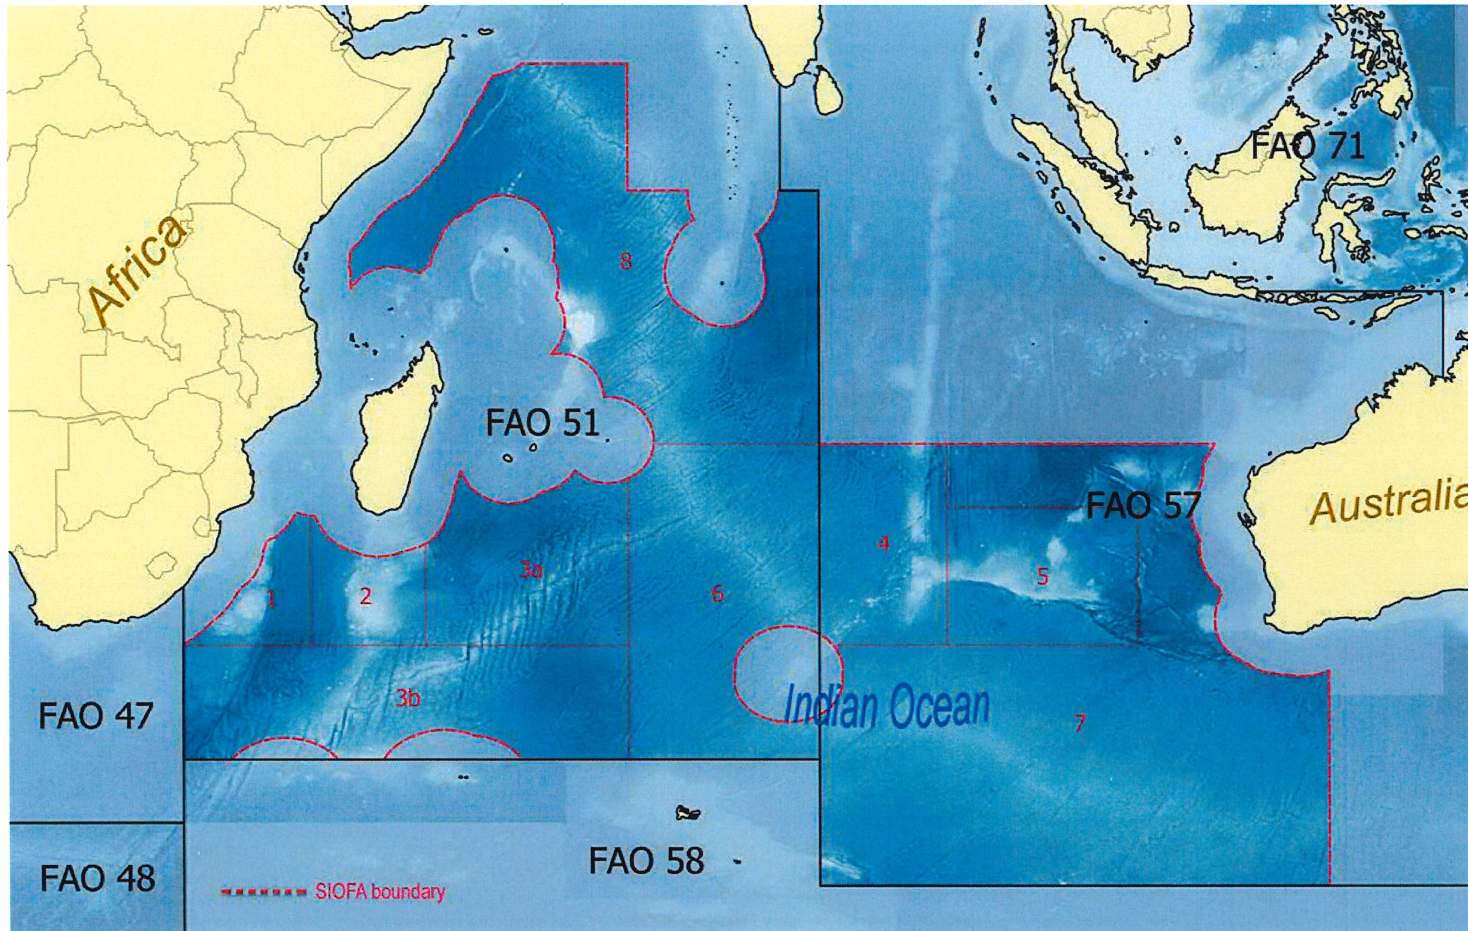 FAO 71
Africa
8
FAO 51
FAO 57
Australia
4
3a
5
1
2
6
3b
Indian Ocean
FAO 47
7
FAO 58
FAO 48
SIOFA boundary